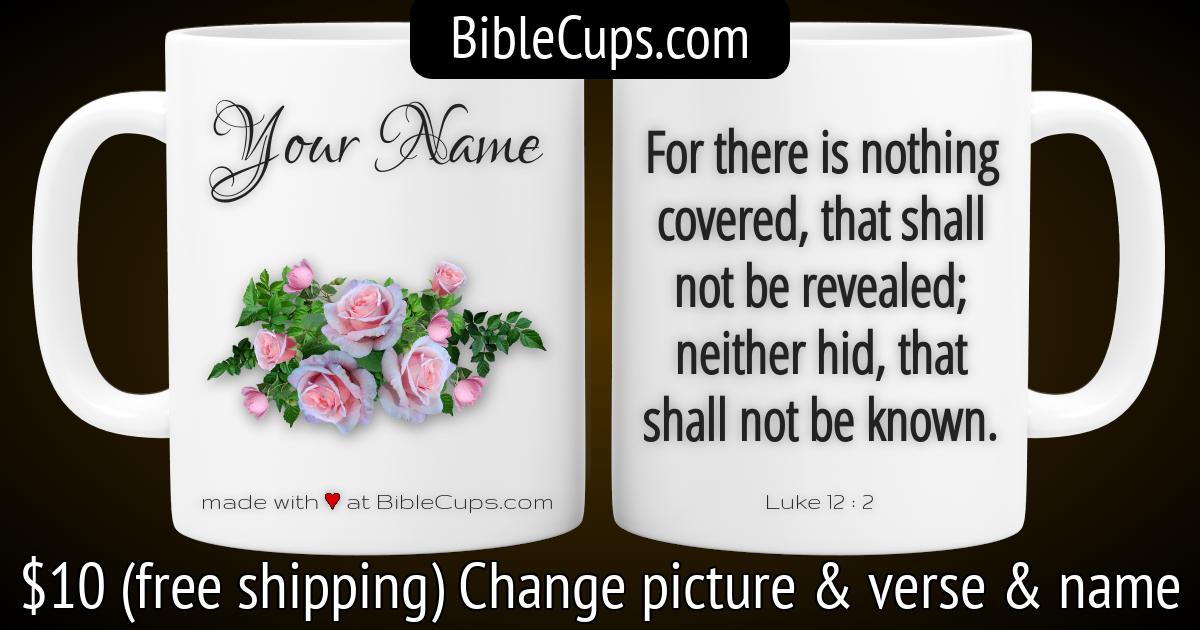 BibleCups.com
Your Name
made with ♥ at BibleCups.com
For there is nothing
covered, that shall
not be revealed;
neither hid, that
shall not be known.
Luke 12 : 2
$10 (free shipping) Change picture & verse & name